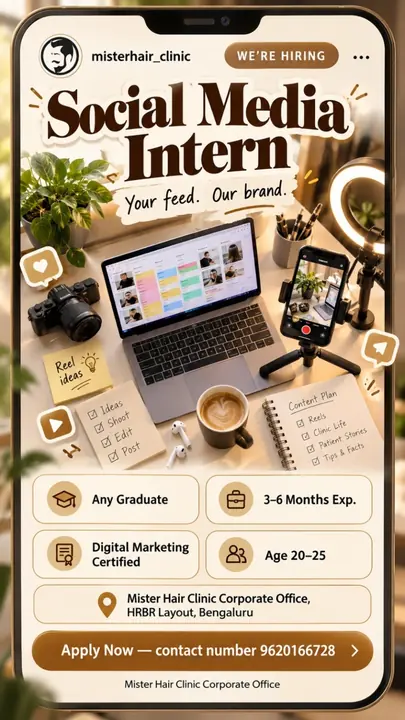 misterhair_clinic
WE'RE HIRING
Social Media
Intern
Your feed. Our brand.
Reel
ideas
Ideas
Shoot
Edit
Post
Content Plan
Reels
Clinic Life
Patient Stories
Tips & Facts
Any Graduate
3–6 Months Exp.
Digital Marketing
Certified
Age 20–25
Mister Hair Clinic Corporate Office,
HRBR Layout, Bengaluru
Apply Now — contact number 9620166728
Mister Hair Clinic Corporate Office